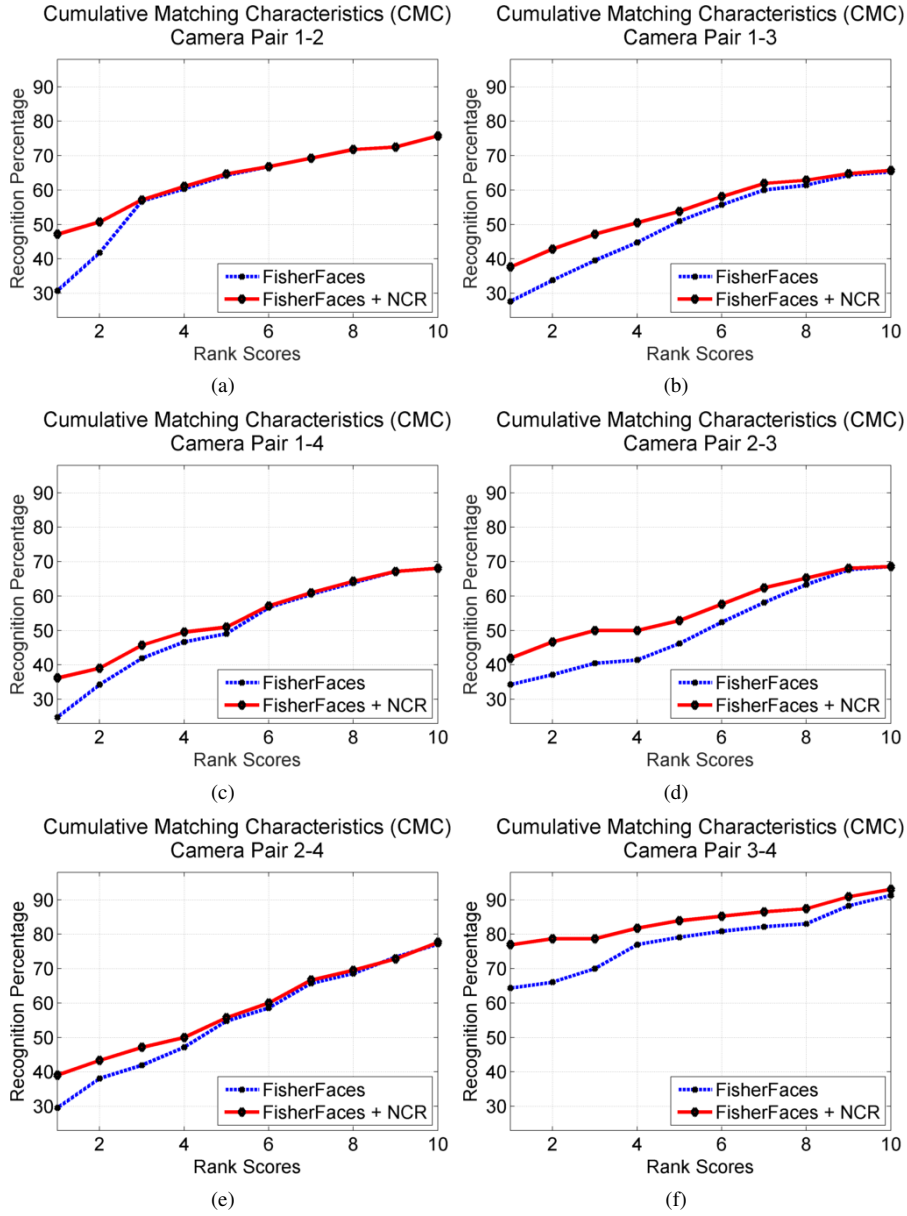 Cumulative Matching Characteristics (CMC)
Camera Pair 1-2
Recognition Percentage
90
80
70
60
50
40
30
FisherFaces
FisherFaces + NCR
2 4 6 8 10
Rank Scores
(a)
Cumulative Matching Characteristics (CMC)
Camera Pair 1-3
Recognition Percentage
90
80
70
60
50
40
30
FisherFaces
FisherFaces + NCR
2 4 6 8 10
Rank Scores
(b)
Cumulative Matching Characteristics (CMC)
Camera Pair 1-4
Recognition Percentage
90
80
70
60
50
40
30
FisherFaces
FisherFaces + NCR
2 4 6 8 10
Rank Scores
(c)
Cumulative Matching Characteristics (CMC)
Camera Pair 2-3
Recognition Percentage
90
80
70
60
50
40
30
FisherFaces
FisherFaces + NCR
2 4 6 8 10
Rank Scores
(d)
Cumulative Matching Characteristics (CMC)
Camera Pair 2-4
Recognition Percentage
90
80
70
60
50
40
30
FisherFaces
FisherFaces + NCR
2 4 6 8 10
Rank Scores
(e)
Cumulative Matching Characteristics (CMC)
Camera Pair 3-4
Recognition Percentage
90
80
70
60
50
40
30
FisherFaces
FisherFaces + NCR
2 4 6 8 10
Rank Scores
(f)